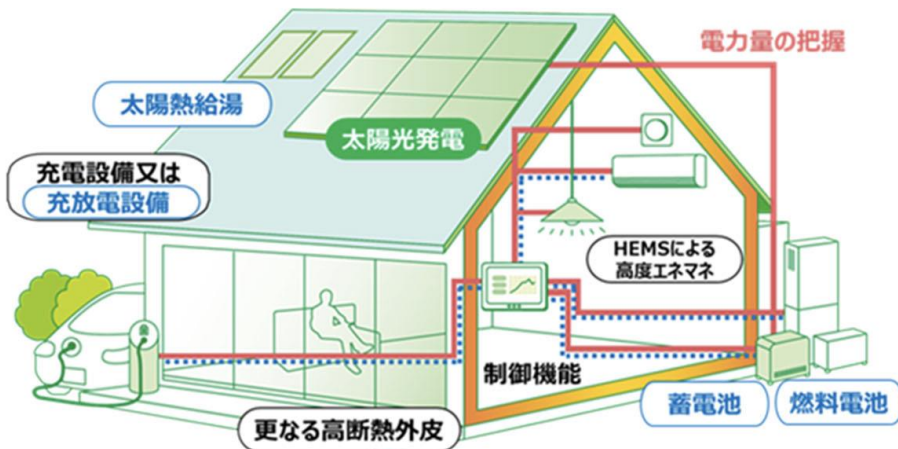 電力量の把握
太陽熱給湯
太陽光発電
充電設備又は
充放電設備
HEMSによる
高度エネマネ
制御機能
蓄電池
燃料電池
更なる高断熱外皮